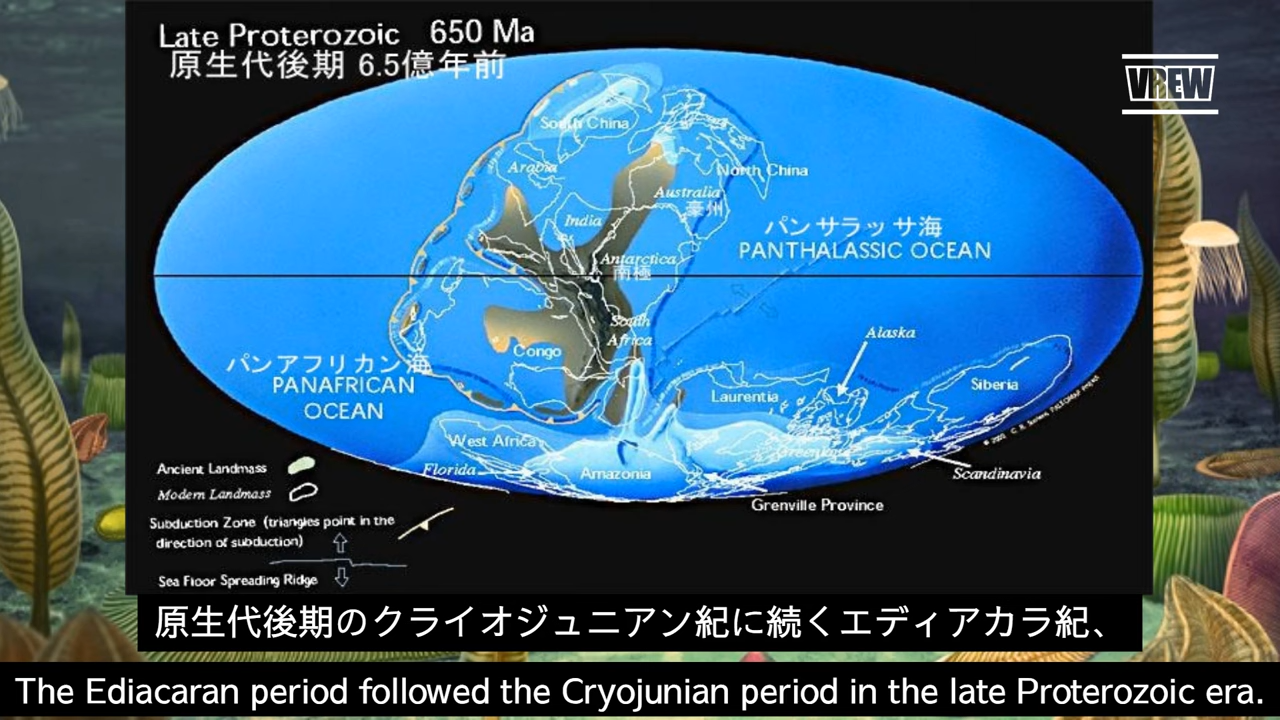 Late Proterozoic 650 Ma
原生代後期 6.5億年前
VREW
South China
Arabia
North China
Australia
豪州
India
パンサラッサ海
PANTHALASSIC OCEAN
Antarctica
南極
South
Africa
Alaska
Congo
パンアフリカン海
PANAFRICAN
OCEAN
Laurentia
Siberia
West Africa
Greenland
Florida
Amazonia
Scandinavia
Grenville Province
Ancient Landmass
Modern Landmass
Subduction Zone (triangles point in the
direction of subduction)
Sea Floor Spreading Ridge
原生代後期のクライオジュニアン紀に続くエディアカラ紀、
The Ediacaran period followed the Cryojunian period in the late Proterozoic era.